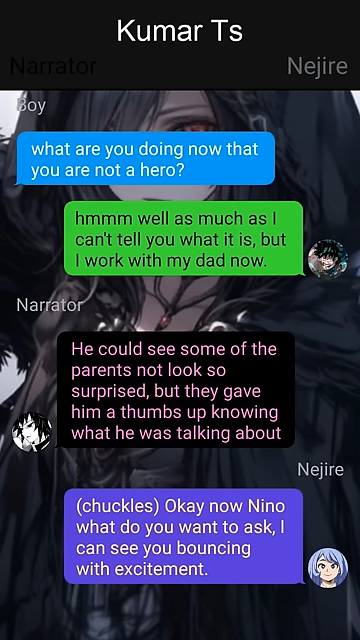 Kumar Ts
Narrator
Nejire
Boy
what are you doing now that
you are not a hero?
hmmm well as much as I
can't tell you what it is, but
I work with my dad now.
Narrator
He could see some of the
parents not look so
surprised, but they gave
him a thumbs up knowing
what he was talking about
Nejire
(chuckles) Okay now Nino
what do you want to ask, I
can see you bouncing
with excitement.